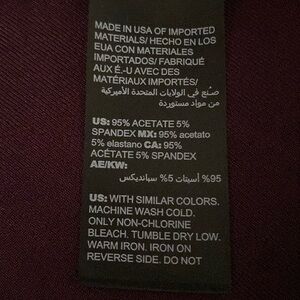 MADE IN USA OF IMPORTED
MATERIALS/ HECHO EN LOS
EUA CON MATERIALES
IMPORTADOS/ FABRIQUÉ
AUX É.-U AVEC DES
MATÉRIAUX IMPORTÉS/
صنع في الولايات المتحدة الأميركية
من مواد مستوردة
US: 95% ACETATE 5%
SPANDEX MX: 95% acetato
5% elastano CA: 95%
ACÉTATE 5% SPANDEX
AE/KW:
95% أسيتات 5% سبانديكس
US: WITH SIMILAR COLORS.
MACHINE WASH COLD.
ONLY NON-CHLORINE
BLEACH. TUMBLE DRY LOW.
WARM IRON. IRON ON
REVERSE SIDE. DO NOT